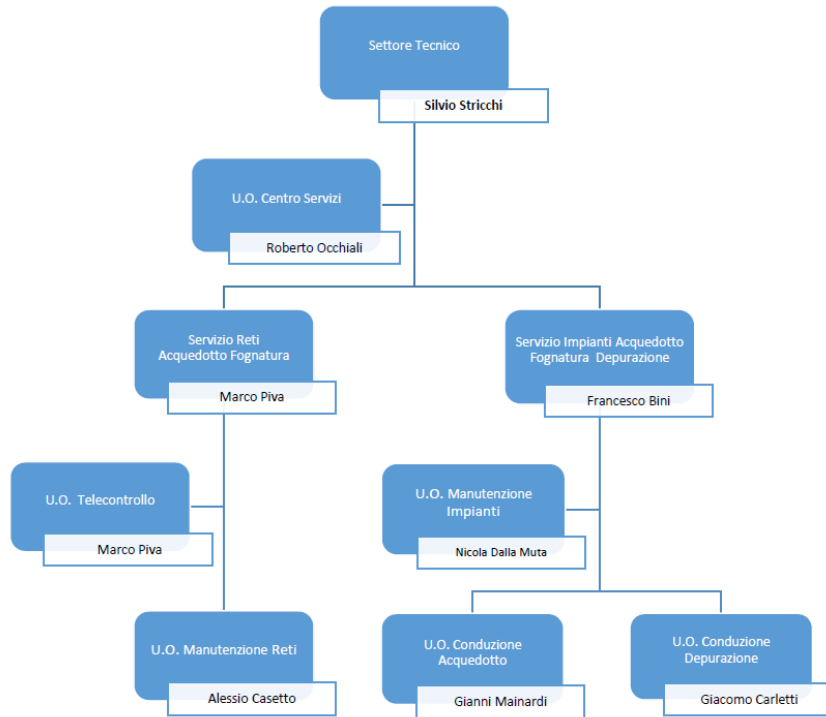 Settore Tecnico
Silvio Stricchi
U.O. Centro Servizi
Roberto Occhiali
Servizio Reti
Acquedotto Fognatura
Marco Piva
Servizio Impianti Acquedotto
Fognatura Depurazione
Francesco Bini
U.O. Telecontrollo
Marco Piva
U.O. Manutenzione
Impianti
Nicola Dalla Muta
U.O. Manutenzione Reti
Alessio Casetto
U.O. Conduzione
Acquedotto
Gianni Mainardi
U.O. Conduzione
Depurazione
Giacomo Carletti